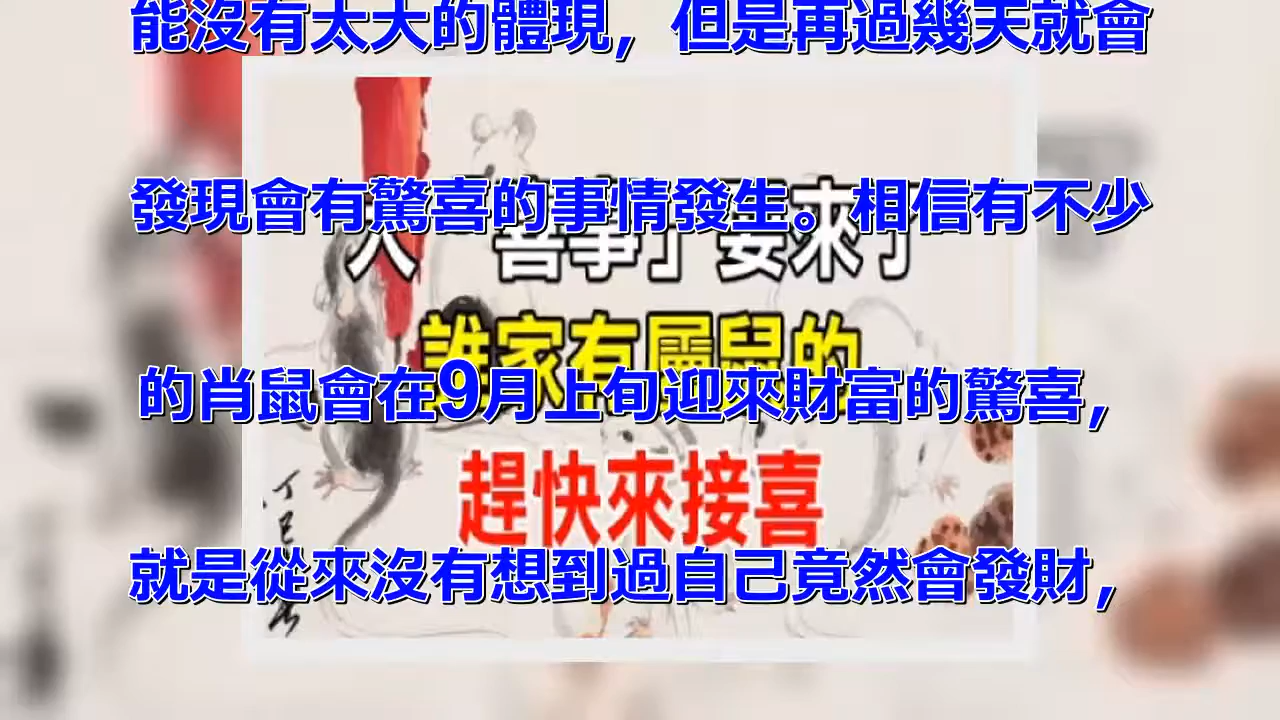 能沒有太大的體現，但是再過幾天就會
發現會有驚喜的事情發生。相信有不少
大「喜事」要來了
誰家有屬鼠的
的肖鼠會在9月上旬迎來財富的驚喜，
趕快來接喜
就是從來沒有想到過自己竟然會發財，